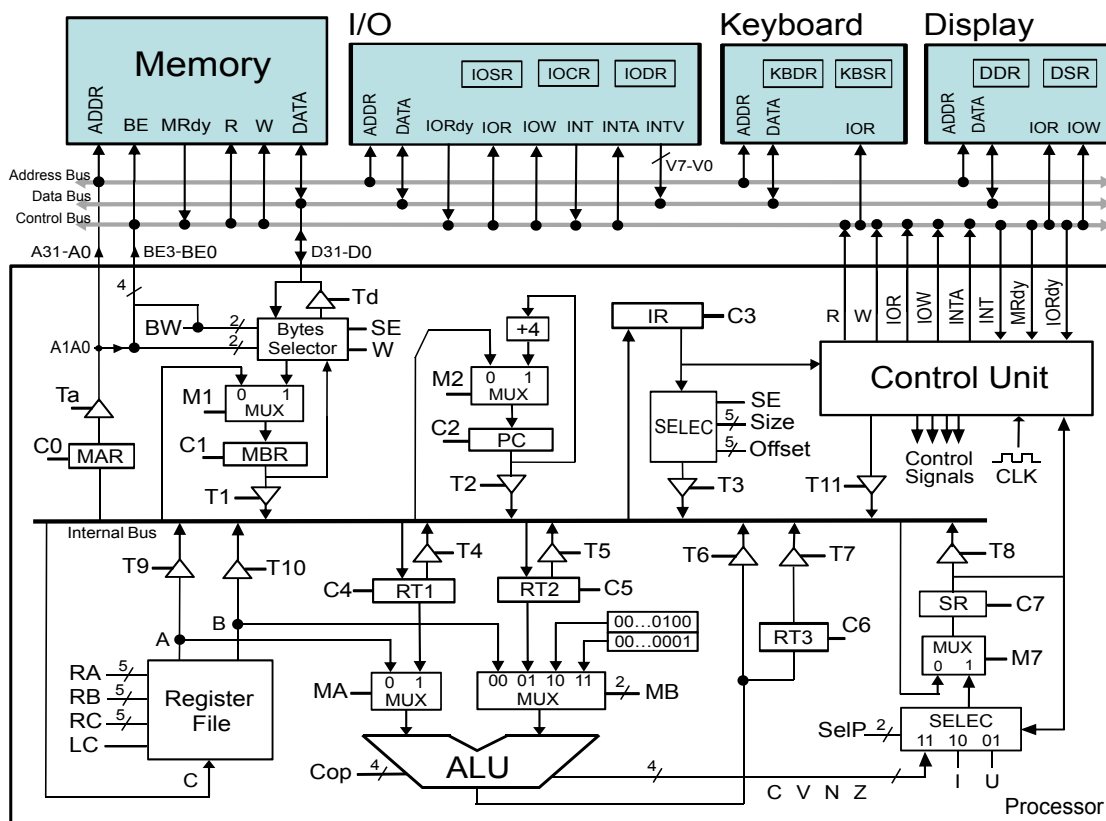 I/O
Keyboard
Display
Memory
IOSR IOCR IODR
KBDR KBSR
DDR DSR
ADDR BE MRdy R W DATA
ADDR DATA IORdy IOR IOW INT INTA INTV
ADDR DATA IOR
ADDR DATA IOR IOW
V7-V0
Address Bus
Data Bus
Control Bus
A31-A0 BE3-BE0 D31-D0
R W IOR IOW INTA INT MRdy IORdy
4
Td
BW 2 Bytes Selector SE
A1A0 2 W
+4
IR C3
Control Unit
Ta
M1 0 1 MUX
M2 0 1 MUX
SELEC SE
5 Size
5 Offset
C0 MAR
C1 MBR
C2 PC
Control Signals
CLK
T1 T2 T3 T11
Internal Bus
T9 T10 T4 T5 T6 T7 T8
C4 RT1
RT2 C5
SR C7
A B
00...0100
00...0001
RT3 C6
MUX 0 1 M7
RA 5
RB 5
RC 5
LC
Register File
C
MA 0 1 MUX
00 01 10 11 MUX 2 MB
SelP 2 SELEC 11 10 01
Cop 4 ALU 4
C V N Z
I U
Processor